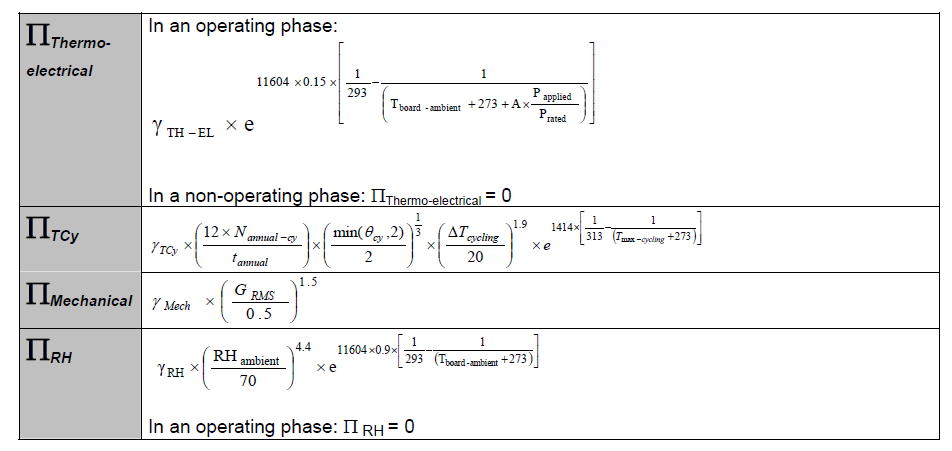 Π Thermo-electrical
In an operating phase:
γ TH – EL × e^{11604 × 0.15 × [ 1/293 − 1/( T board - ambient + 273 + A × P applied / P rated ) ]}
In a non-operating phase: Π Thermo-electrical = 0
Π TCy
γ TCy × ( 12 × N annual – cy / t annual ) × ( min( θ cy , 2) / 2 )^{1/3} × ( ΔT cycling / 20 )^{1.9} × e^{1414 × [ 1/313 − 1/( T max – cycling + 273) ]}
Π Mechanical
γ Mech × ( G RMS / 0.5 )^{1.5}
Π RH
γ RH × ( RH ambient / 70 )^{4.4} × e^{11604 × 0.9 × [ 1/293 − 1/( T board - ambient + 273) ]}
In an operating phase: Π RH = 0